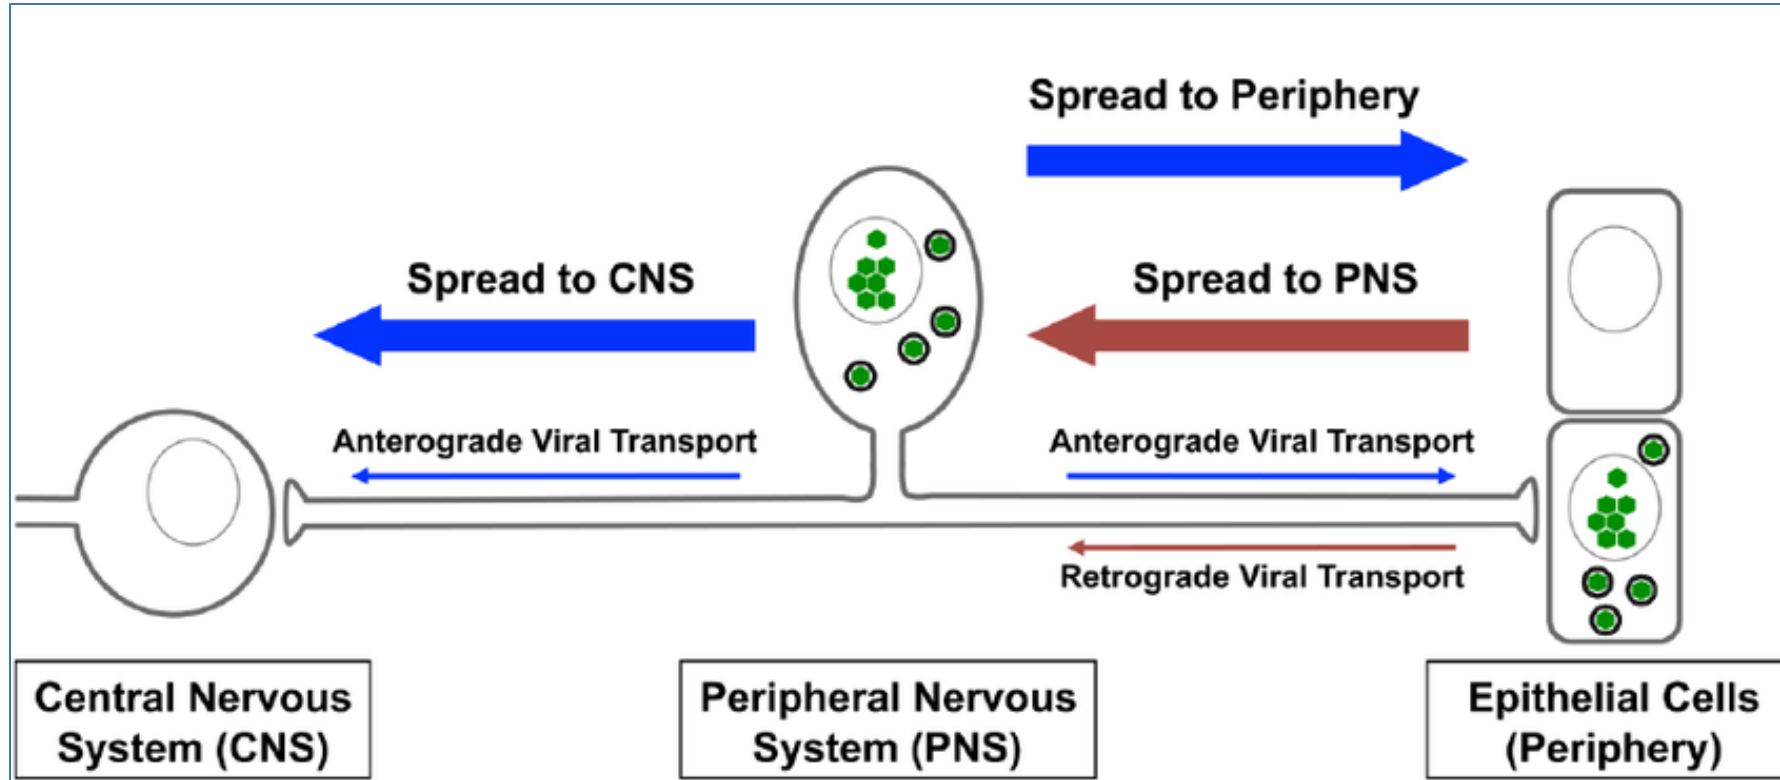 Spread to Periphery
Spread to CNS
Spread to PNS
Anterograde Viral Transport
Anterograde Viral Transport
Retrograde Viral Transport
Central Nervous
System (CNS)
Peripheral Nervous
System (PNS)
Epithelial Cells
(Periphery)